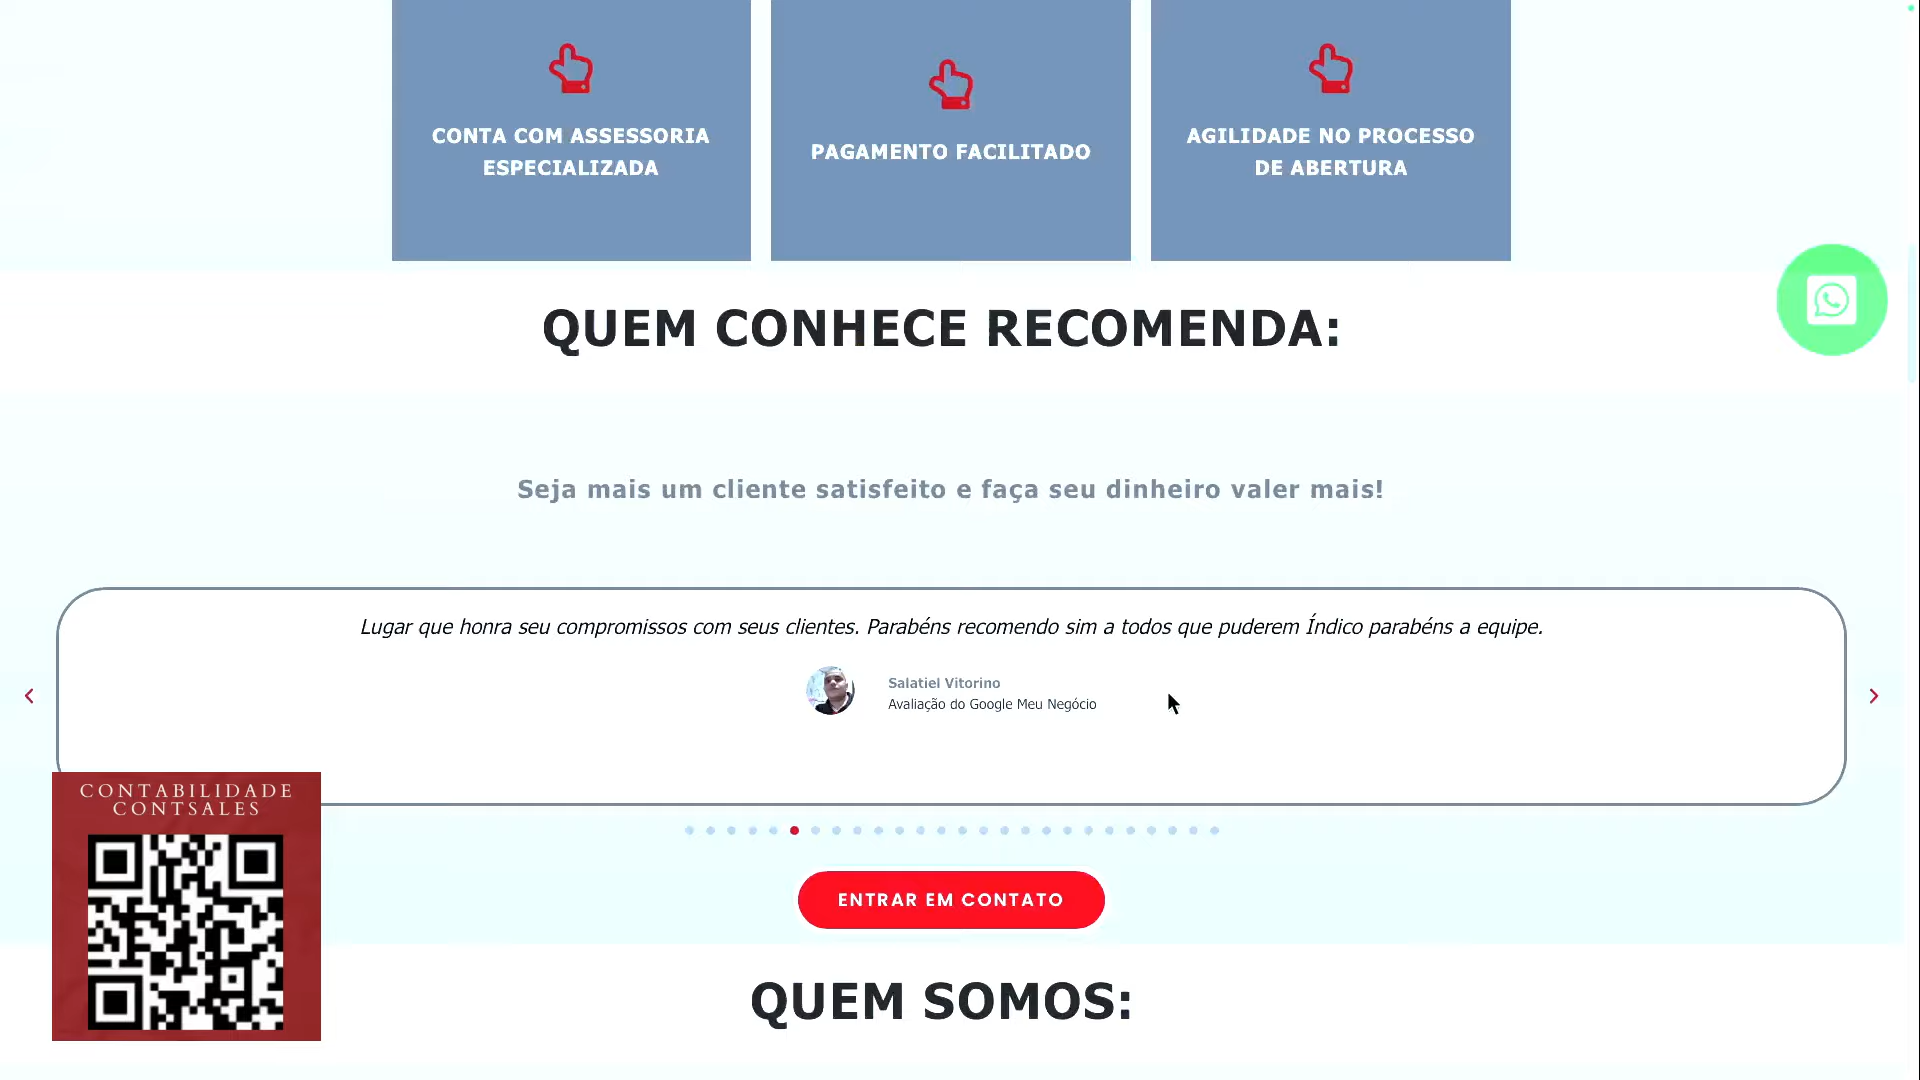 CONTA COM ASSESSORIA
ESPECIALIZADA
PAGAMENTO FACILITADO
AGILIDADE NO PROCESSO
DE ABERTURA
QUEM CONHECE RECOMENDA:
Seja mais um cliente satisfeito e faça seu dinheiro valer mais!
Lugar que honra seu compromissos com seus clientes. Parabéns recomendo sim a todos que puderem Índico parabéns a equipe.
Salatiel Vitorino
Avaliação do Google Meu Negócio
CONTABILIDADE
CONTSALES
ENTRAR EM CONTATO
QUEM SOMOS: